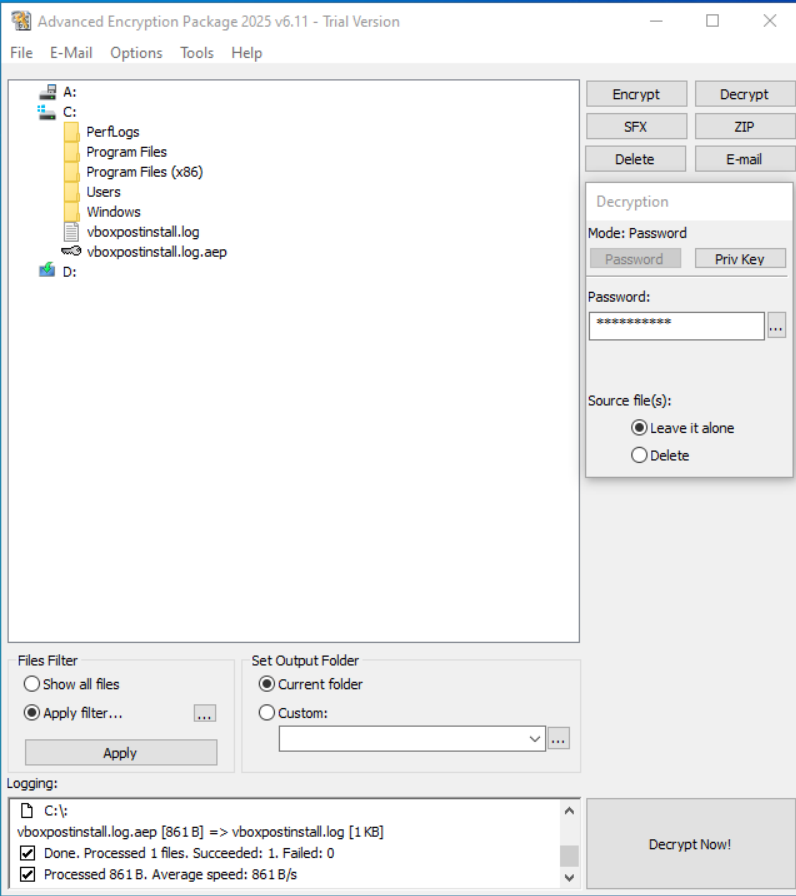 Advanced Encryption Package 2025 v6.11 - Trial Version
File E-Mail Options Tools Help
A:
C:
PerfLogs
Program Files
Program Files (x86)
Users
Windows
vboxpostinstall.log
vboxpostinstall.log.aep
D:
Encrypt Decrypt
SFX ZIP
Delete E-mail
Decryption
Mode: Password
Password Priv Key
Password:
********** ...
Source file(s):
Leave it alone
Delete
Files Filter
Show all files
Apply filter... ...
Apply
Set Output Folder
Current folder
Custom:
...
Logging:
C:\:
vboxpostinstall.log.aep [861 B] => vboxpostinstall.log [1 KB]
Done. Processed 1 files. Succeeded: 1. Failed: 0
Processed 861 B. Average speed: 861 B/s
Decrypt Now!